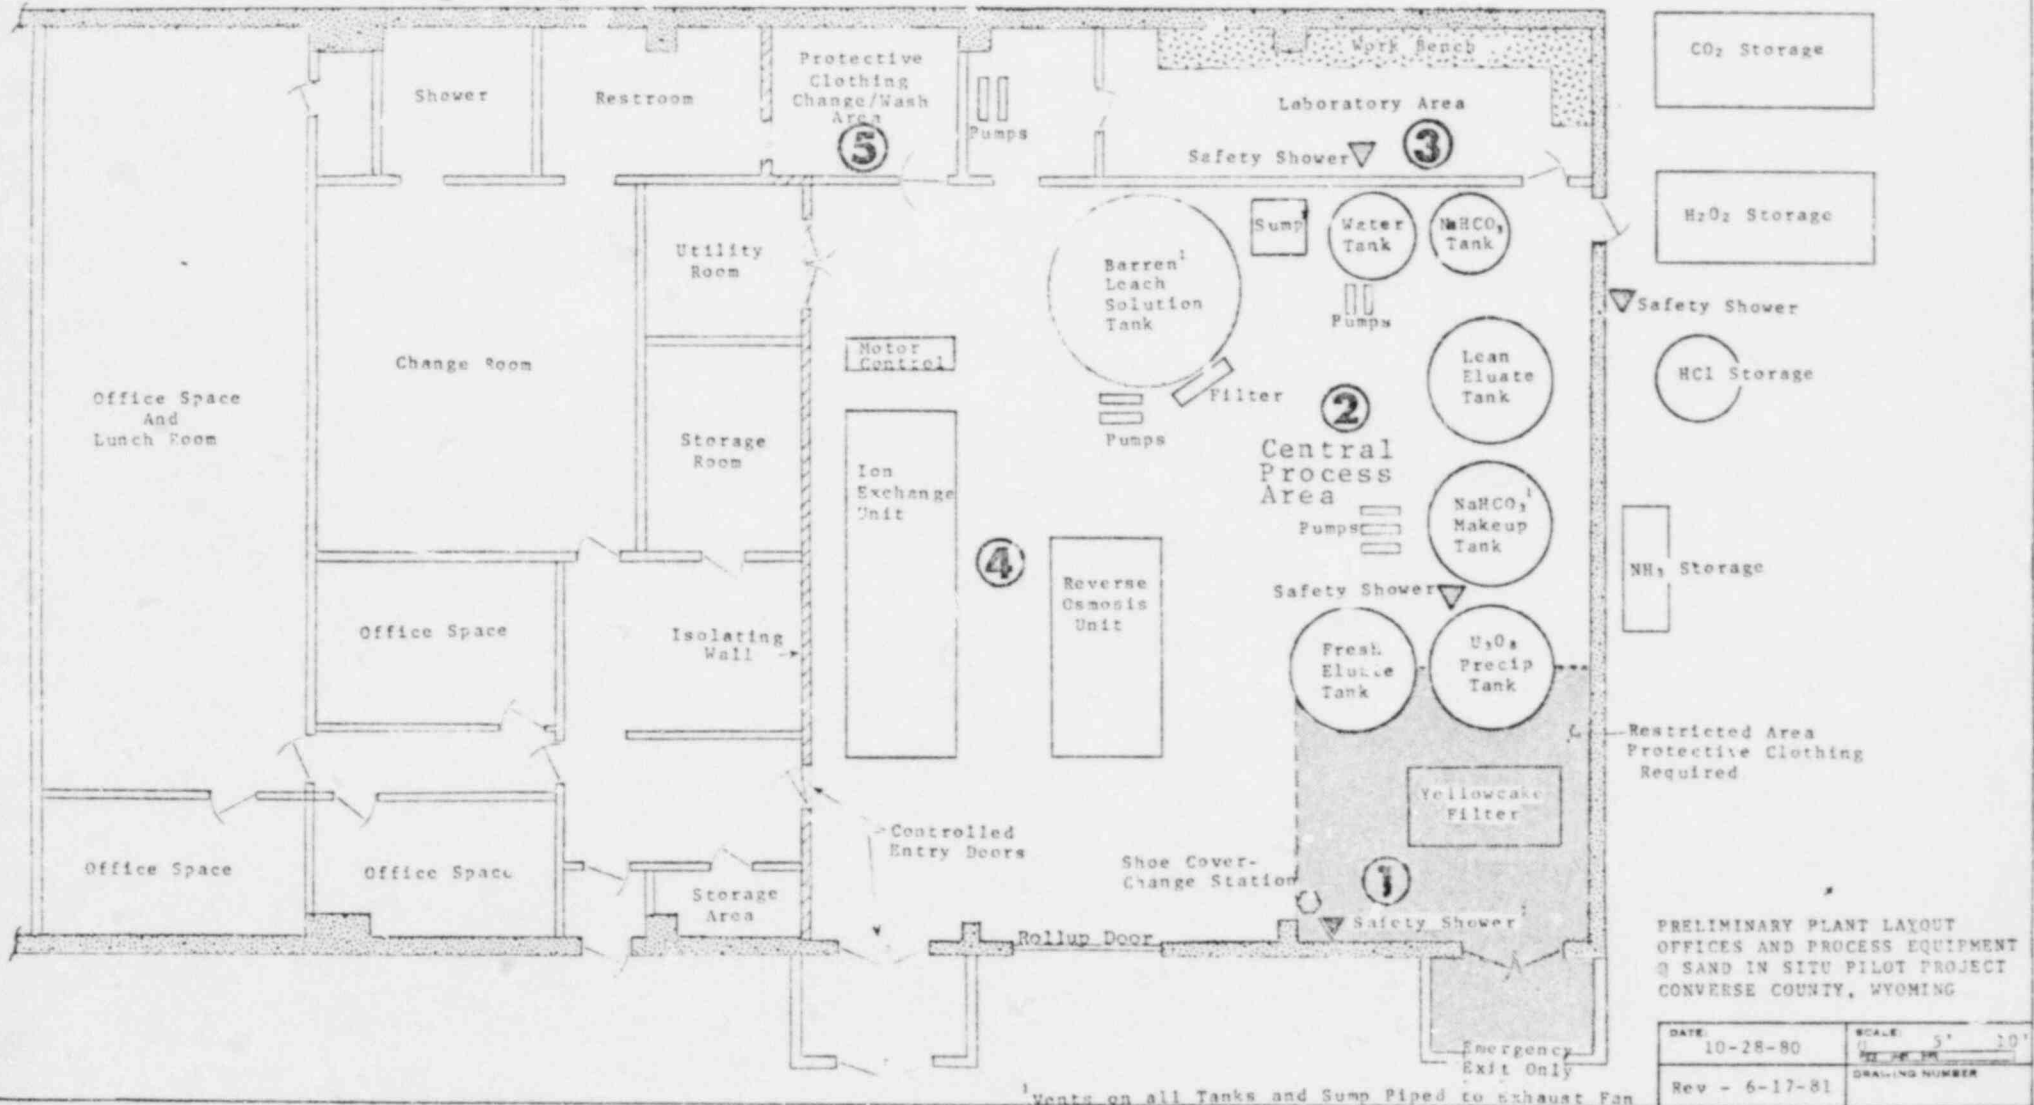 Shower
Restroom
Protective
Clothing
Change/Wash
Area
5
Pumps
Work Bench
Laboratory Area
Safety Shower
3
CO₂ Storage
H₂O₂ Storage
Safety Shower
HCl Storage
NH₃ Storage
Office Space
And
Lunch Room
Change Room
Utility
Room
Storage
Room
Motor
Control
Ion
Exchange
Unit
Barren¹
Leach
Solution
Tank
Filter
Pumps
Sump
Water
Tank
NaHCO₃
Tank
Pumps
Lean
Eluate
Tank
2
Central
Process
Area
NaHCO₃¹
Makeup
Tank
Pumps
4
Reverse
Osmosis
Unit
Safety Shower
Fresh
Eluate
Tank
U₃O₈
Precip
Tank
Office Space
Isolating
Wall
Restricted Area
Protective Clothing
Required
Yellowcake
Filter
Controlled
Entry Doors
Shoe Cover-
Change Station
1
Safety Shower
Office Space
Office Space
Storage
Area
Rollup Door
Emergency
Exit Only
¹Vents on all Tanks and Sump Piped to Exhaust Fan
PRELIMINARY PLANT LAYOUT
OFFICES AND PROCESS EQUIPMENT
SAND IN SITU PILOT PROJECT
CONVERSE COUNTY, WYOMING
DATE:
10-28-80
SCALE:
0 5' 10'
Rev - 6-17-81
DRAWING NUMBER